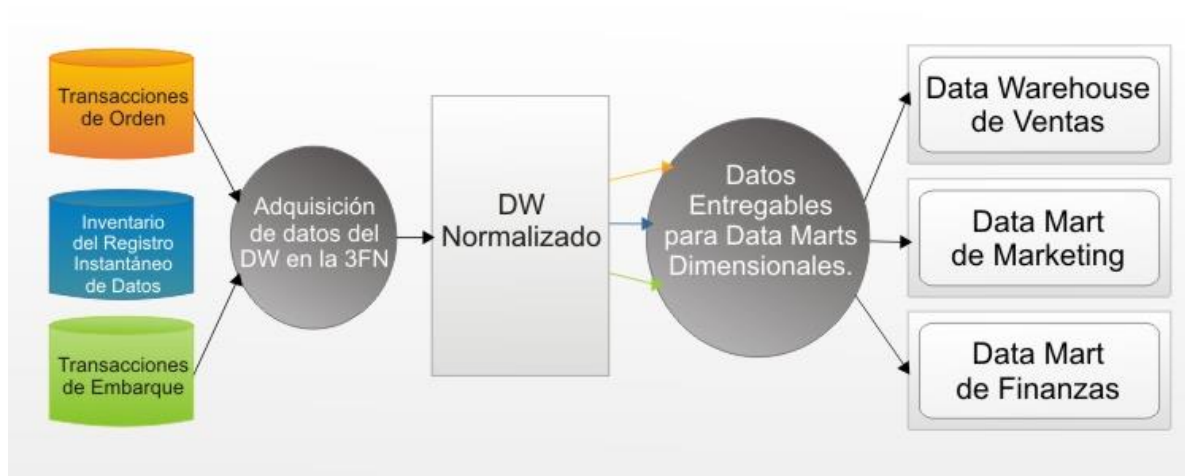 Transacciones
de Orden
Inventario
del Registro
Instantáneo
de Datos
Transacciones
de Embarque
Adquisición
de datos del
DW en la 3FN
DW
Normalizado
Datos
Entregables
para Data Marts
Dimensionales.
Data Warehouse
de Ventas
Data Mart
de Marketing
Data Mart
de Finanzas